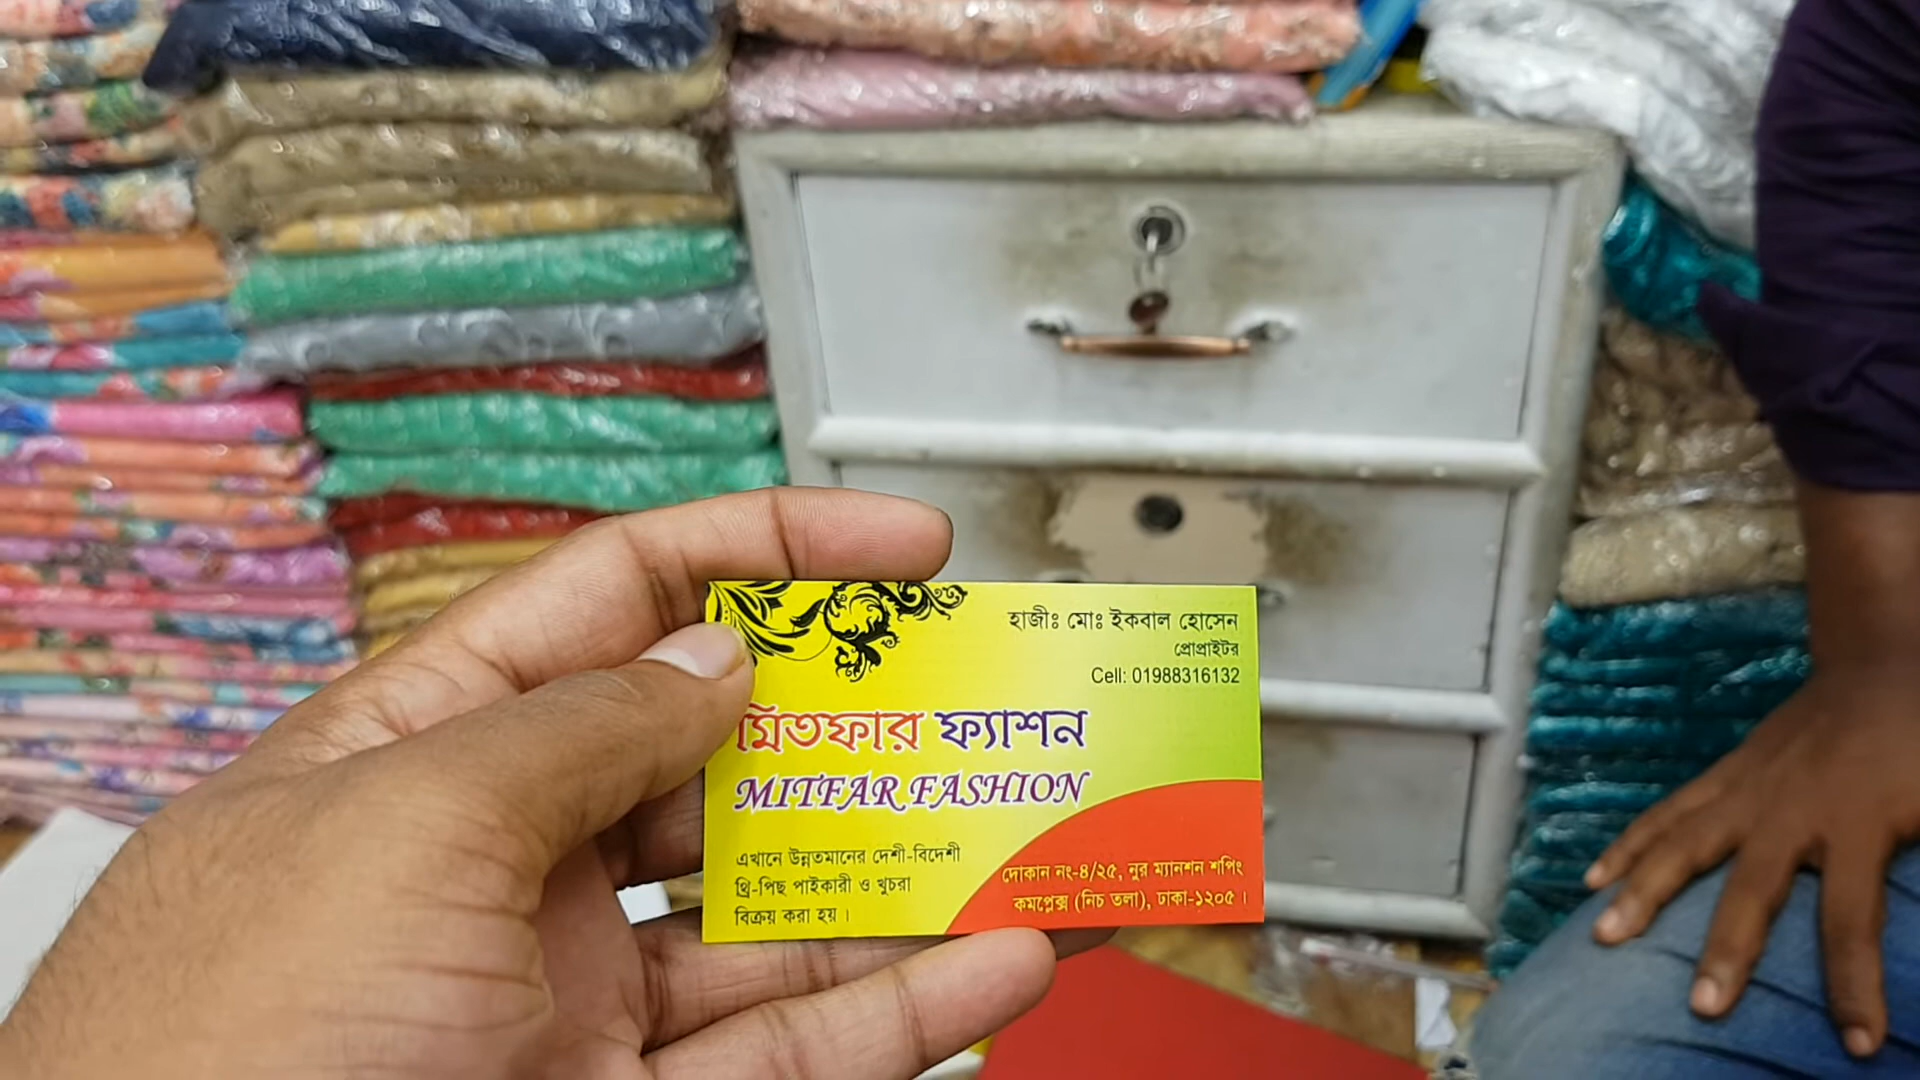 হাজীঃ মোঃ ইকবাল হোসেন
প্রোপ্রাইটর
Cell: 01988316132
মিতফার ফ্যাশন
MITFAR FASHION
এখানে উন্নতমানের দেশী-বিদেশী
থ্রি-পিছ পাইকারী ও খুচরা
বিক্রয় করা হয় ।
দোকান নং-৪/২৫, নুর ম্যানশন শপিং
কমপ্লেক্স (নিচ তলা), ঢাকা-১২০৫ ।